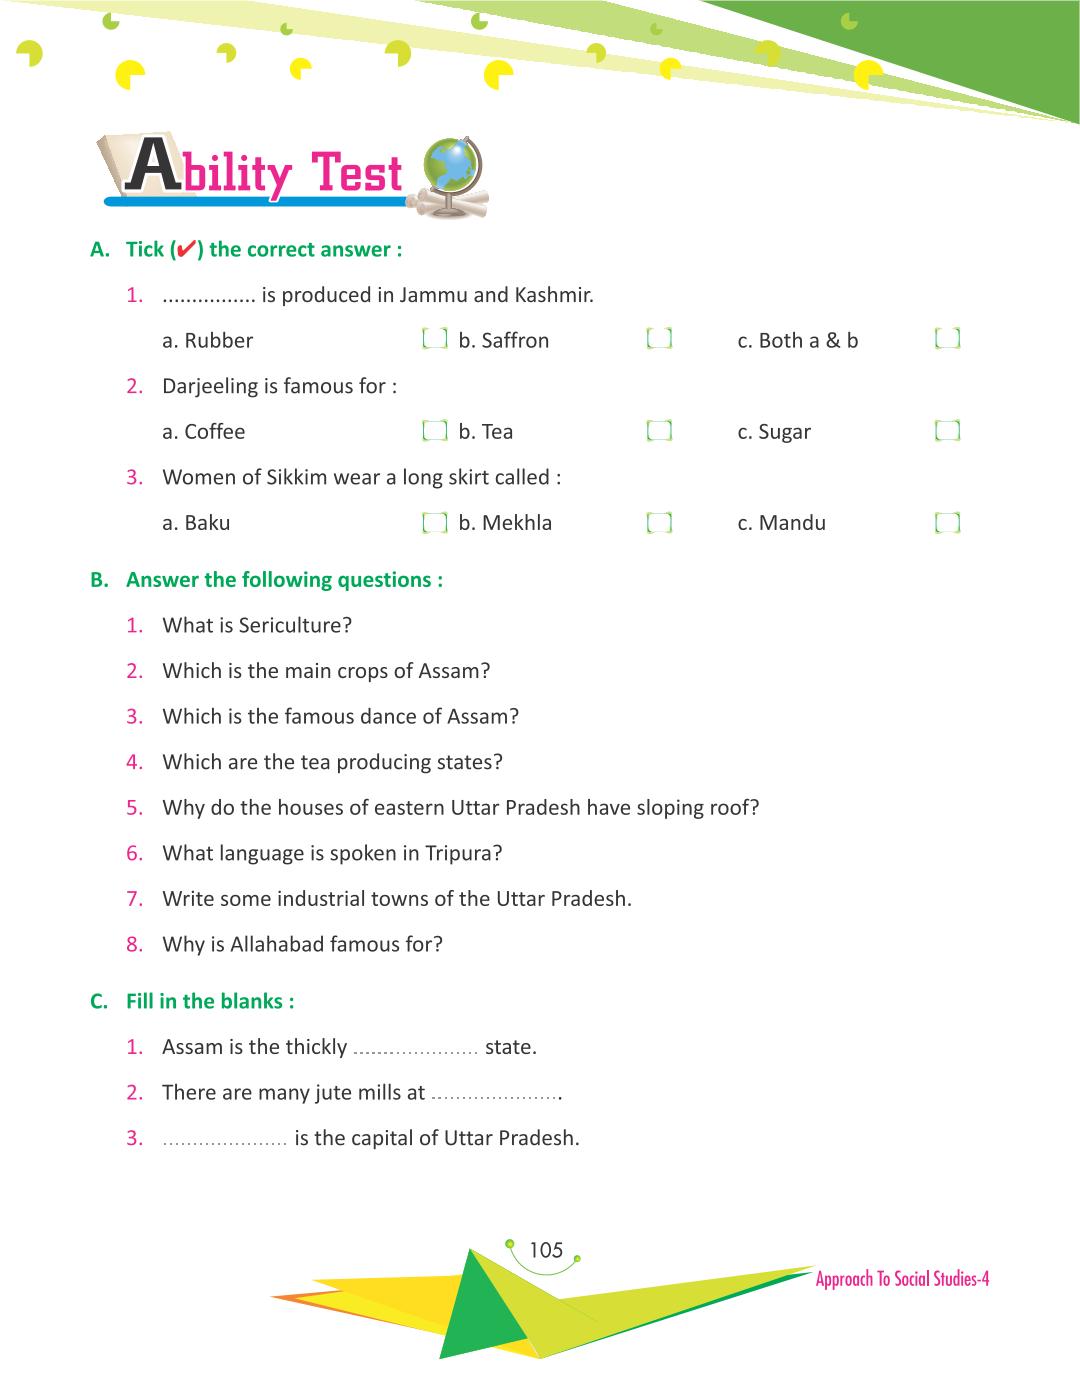 Ability Test
A. Tick (✔) the correct answer :
1. ................ is produced in Jammu and Kashmir.
a. Rubber b. Saffron c. Both a & b
2. Darjeeling is famous for :
a. Coffee b. Tea c. Sugar
3. Women of Sikkim wear a long skirt called :
a. Baku b. Mekhla c. Mandu
B. Answer the following questions :
1. What is Sericulture?
2. Which is the main crops of Assam?
3. Which is the famous dance of Assam?
4. Which are the tea producing states?
5. Why do the houses of eastern Uttar Pradesh have sloping roof?
6. What language is spoken in Tripura?
7. Write some industrial towns of the Uttar Pradesh.
8. Why is Allahabad famous for?
C. Fill in the blanks :
1. Assam is the thickly ..................... state.
2. There are many jute mills at ......................
3. ..................... is the capital of Uttar Pradesh.
105
Approach To Social Studies-4